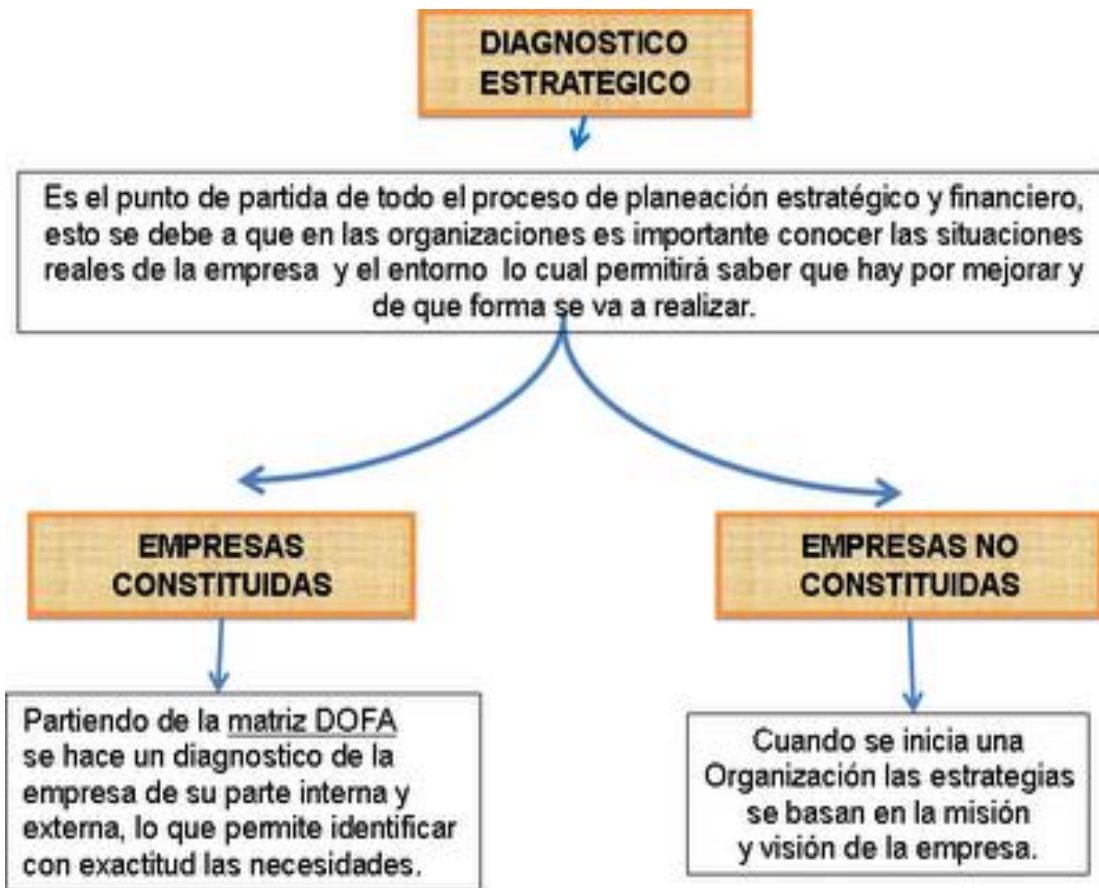 DIAGNOSTICO
ESTRATEGICO
Es el punto de partida de todo el proceso de planeación estratégico y financiero,
esto se debe a que en las organizaciones es importante conocer las situaciones
reales de la empresa y el entorno lo cual permitirá saber que hay por mejorar y
de que forma se va a realizar.
EMPRESAS
CONSTITUIDAS
EMPRESAS NO
CONSTITUIDAS
Partiendo de la matriz DOFA
se hace un diagnostico de la
empresa de su parte interna y
externa, lo que permite identificar
con exactitud las necesidades.
Cuando se inicia una
Organización las estrategias
se basan en la misión
y visión de la empresa.